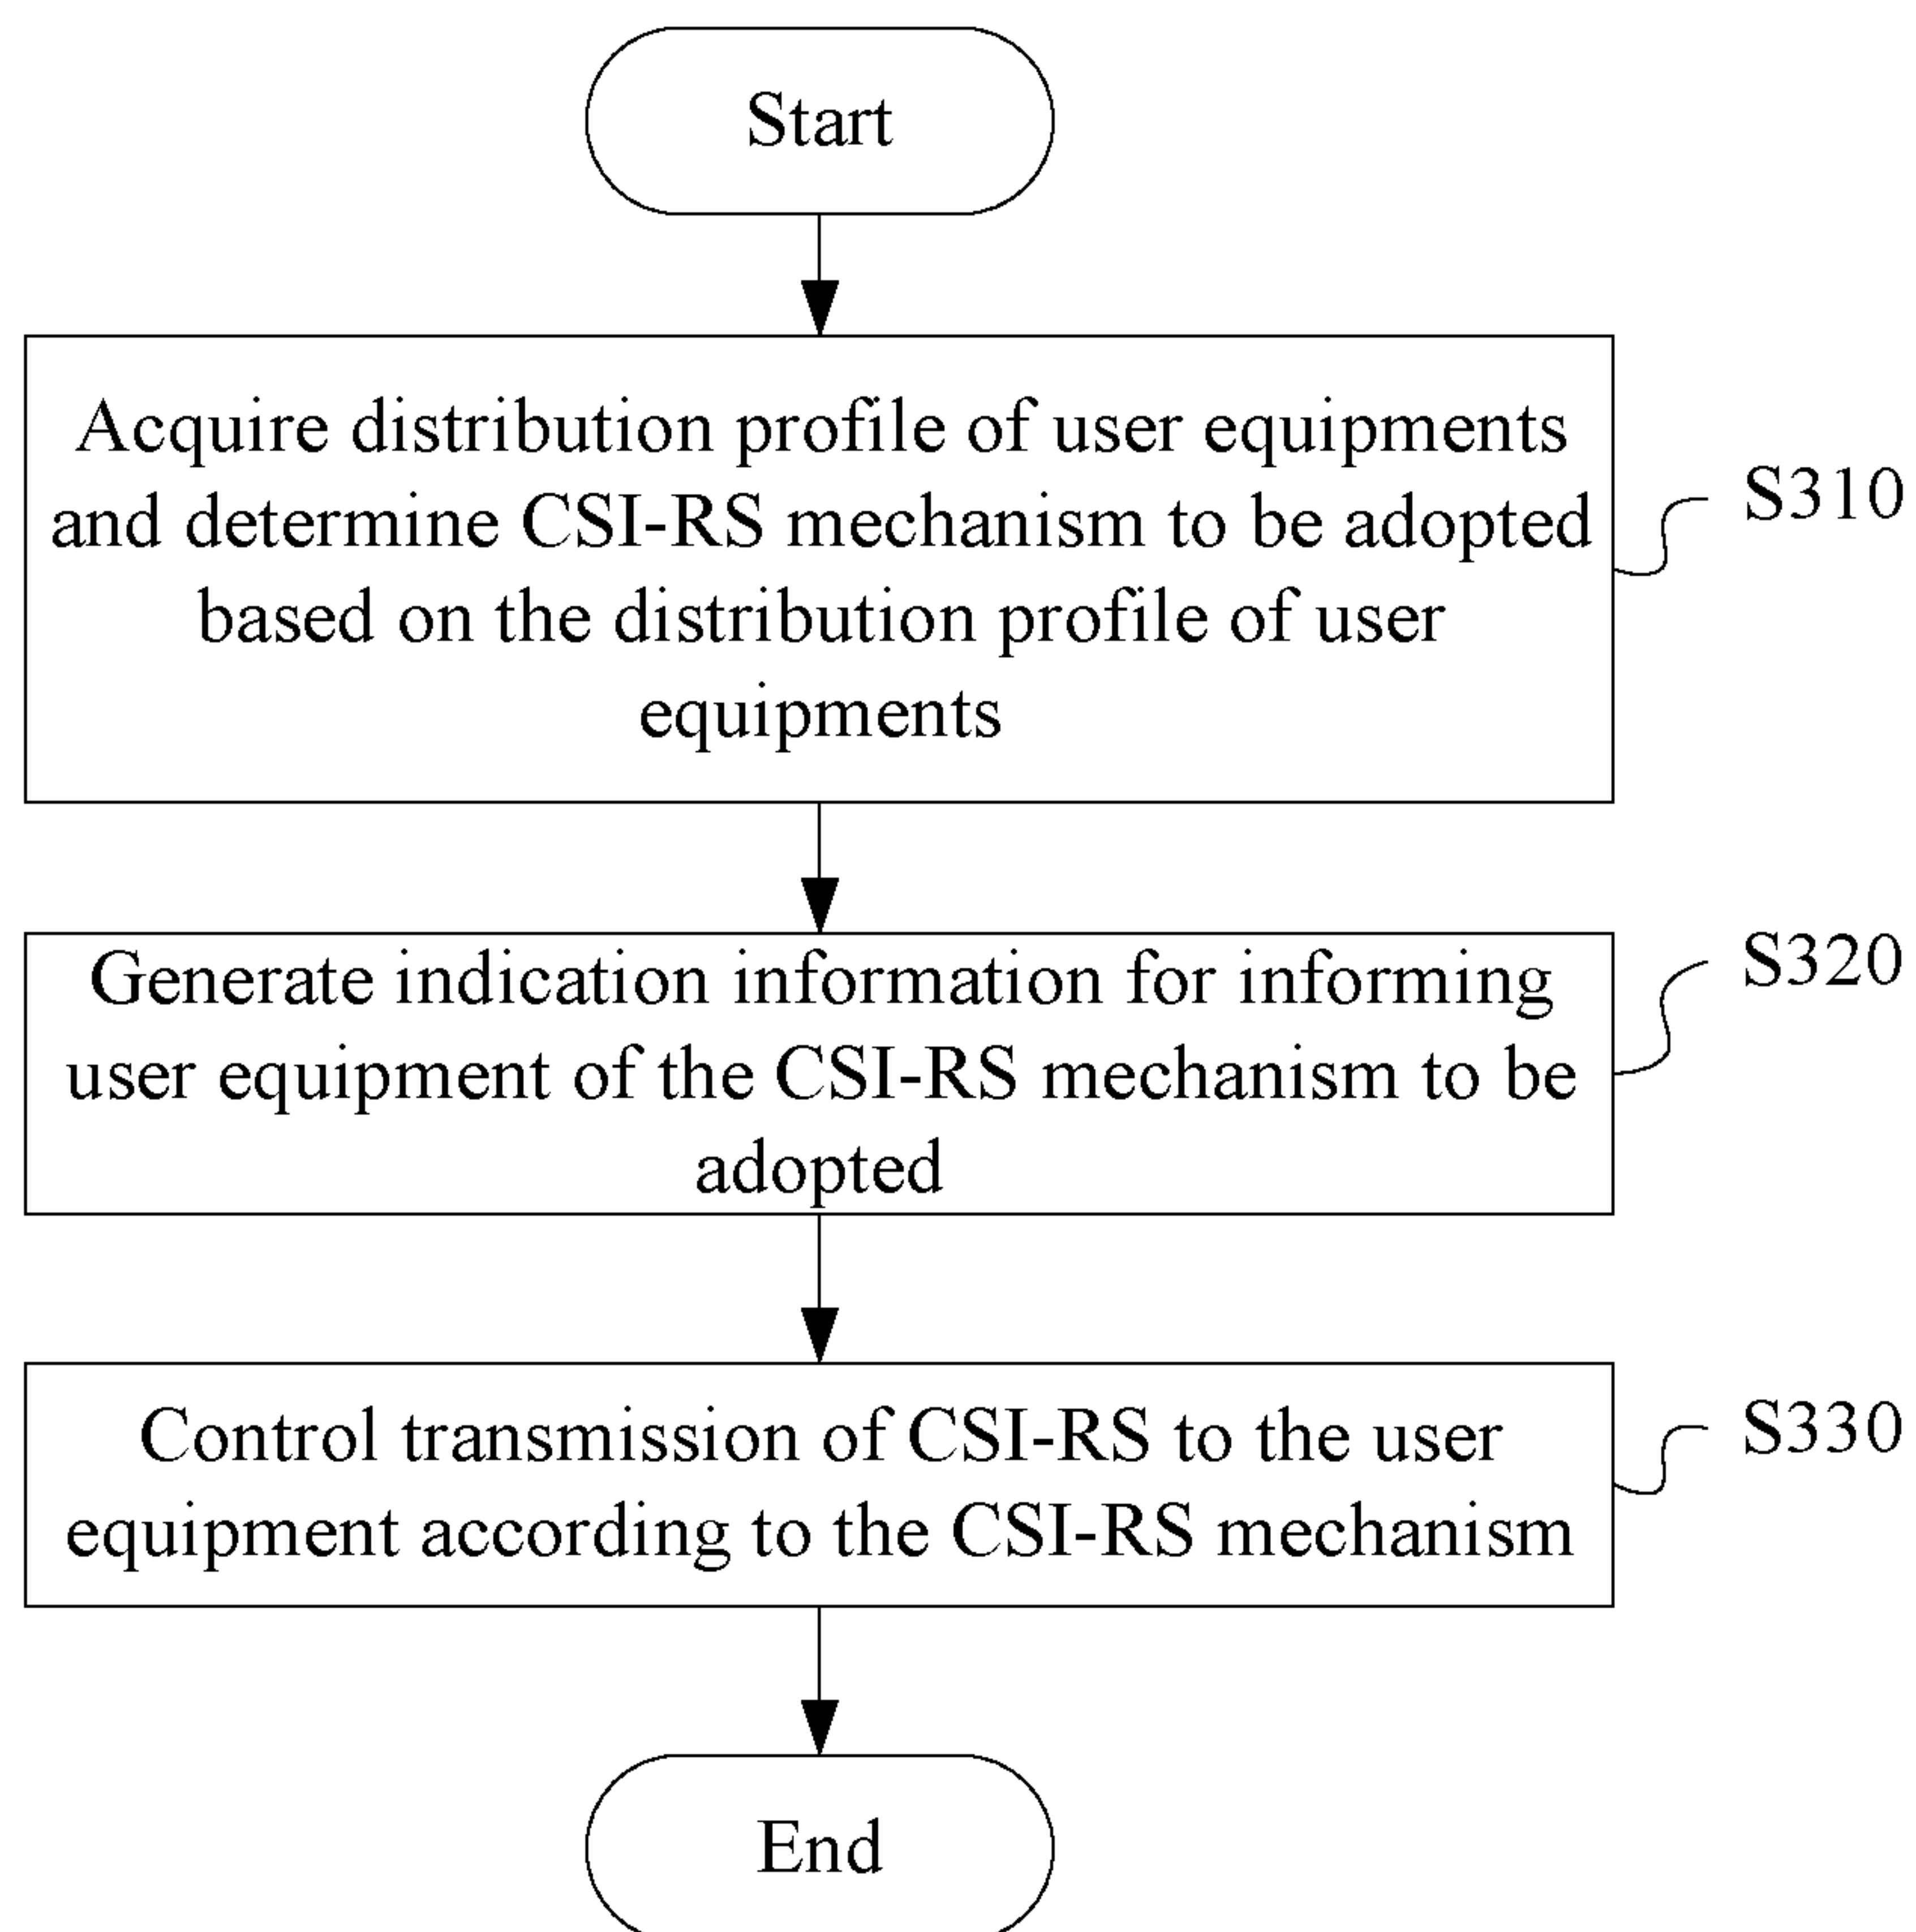 Start
Acquire distribution profile of user equipments
and determine CSI-RS mechanism to be adopted
based on the distribution profile of user
equipments
S310
Generate indication information for informing
user equipment of the CSI-RS mechanism to be
adopted
S320
Control transmission of CSI-RS to the user
equipment according to the CSI-RS mechanism
S330
End